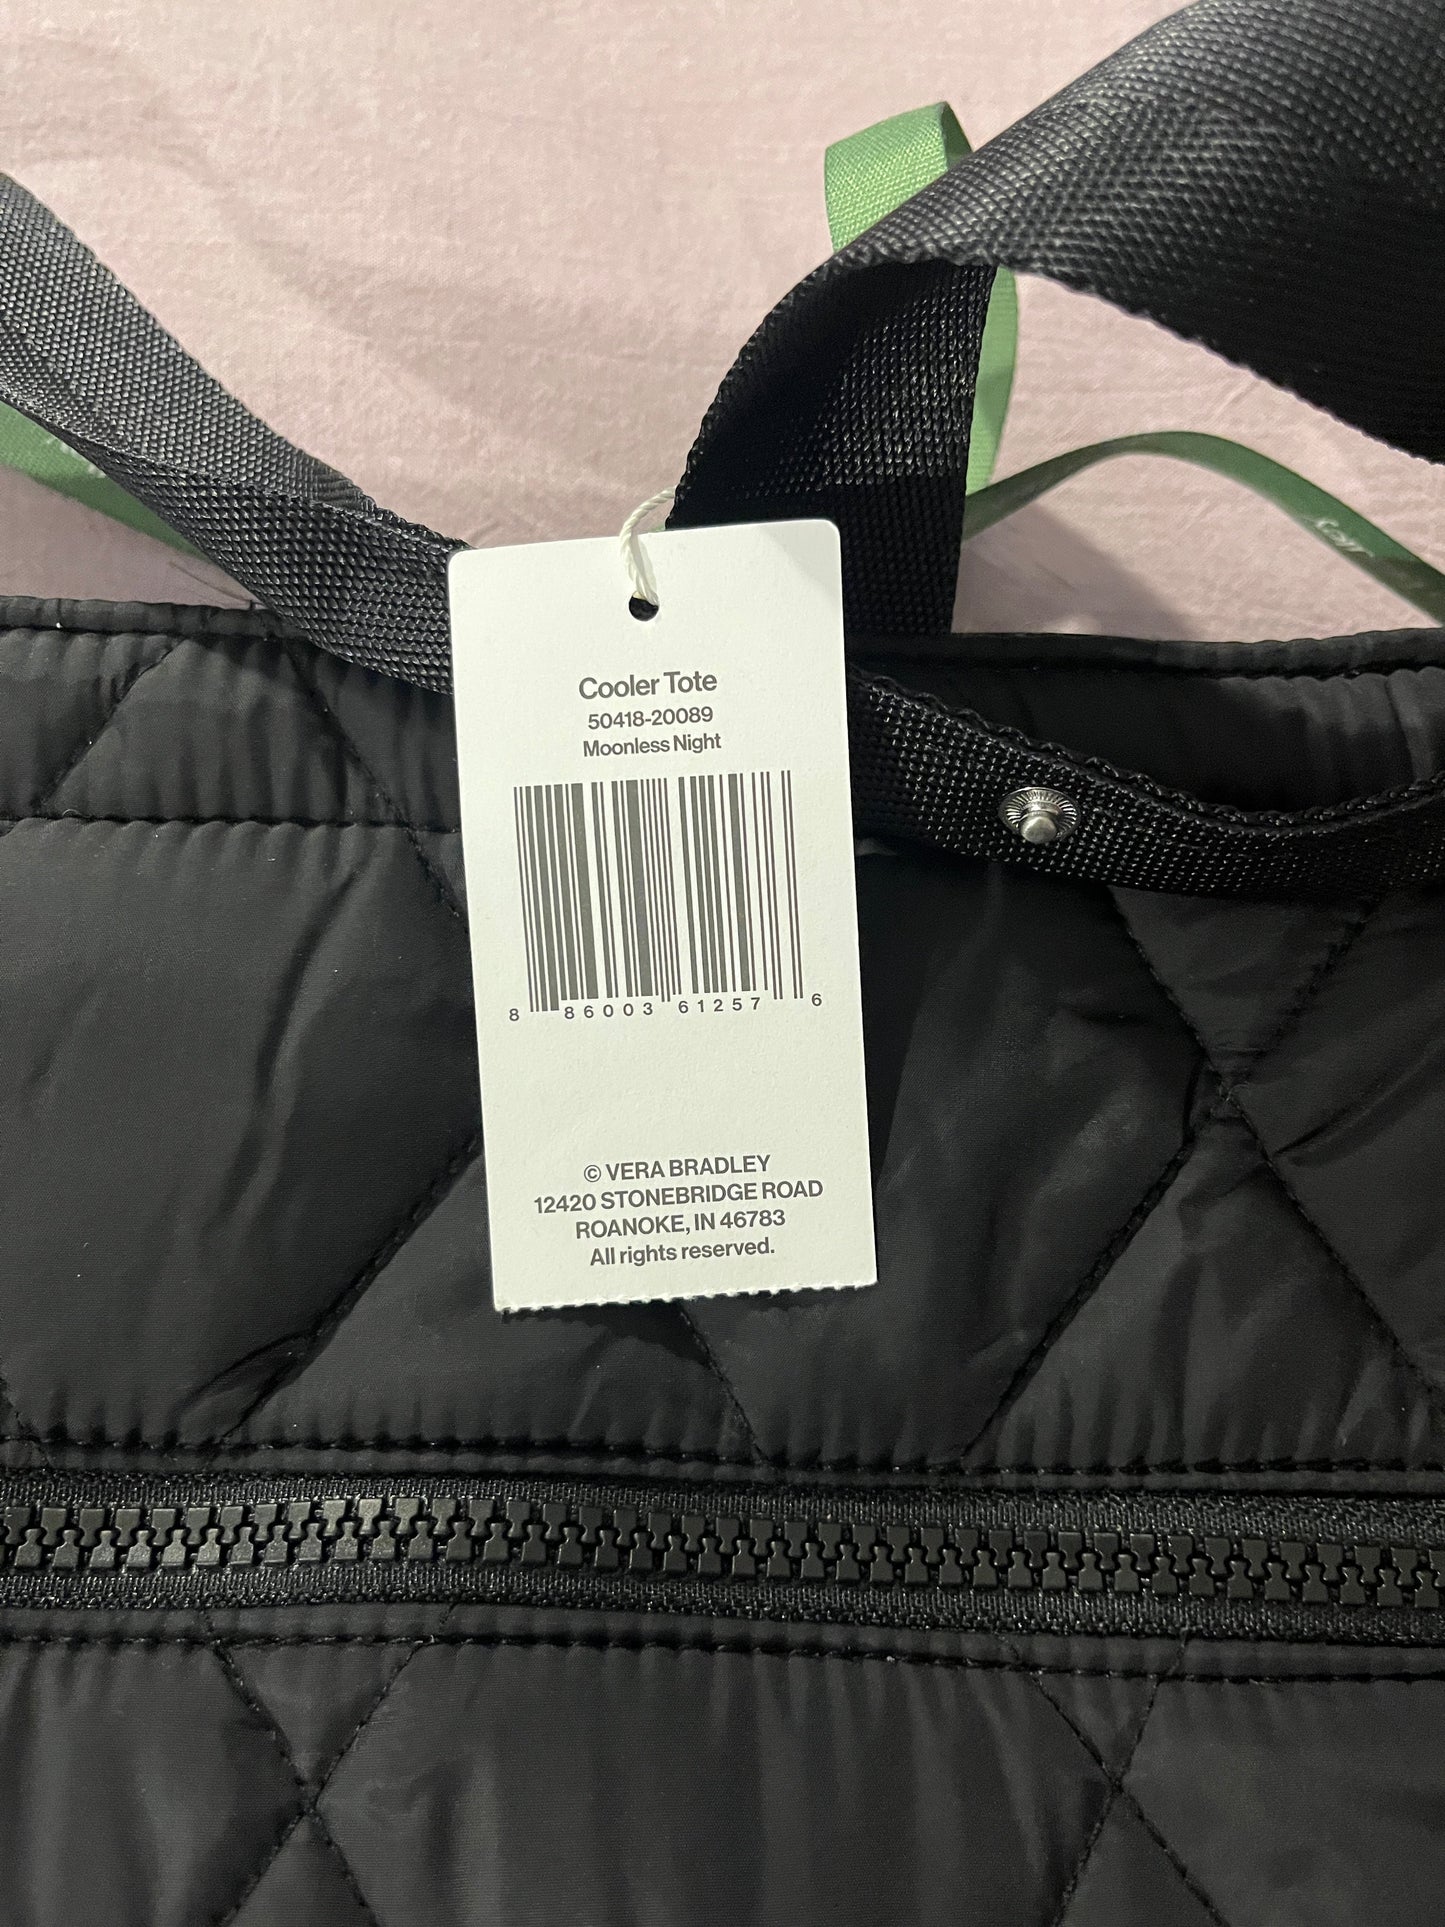 Cooler Tote
50418-20089
Moonless Night
8 86003 61257 6
© VERA BRADLEY
12420 STONEBRIDGE ROAD
ROANOKE, IN 46783
All rights reserved.